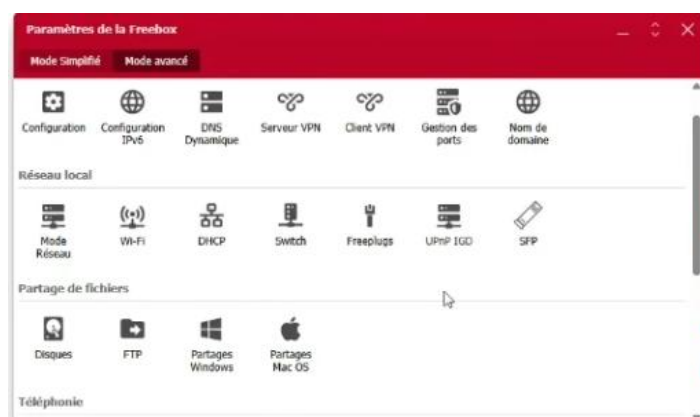 Paramètres de la Freebox
Mode Simplifié Mode avancé
Configuration Configuration IPv6 DNS Dynamique Serveur VPN Client VPN Gestion des ports Nom de domaine
Réseau local
Mode Réseau Wi-Fi DHCP Switch Freeplugs UPnP IGD SFP
Partage de fichiers
Disques FTP Partages Windows Partages Mac OS
Téléphonie